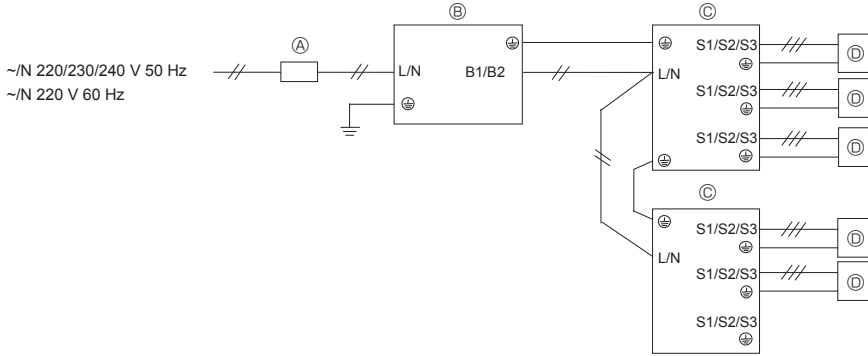 Ⓑ
Ⓒ
Ⓐ
~/N 220/230/240 V 50 Hz
~/N 220 V 60 Hz
L/N
B1/B2
L/N
S1/S2/S3
Ⓓ
S1/S2/S3
Ⓓ
S1/S2/S3
Ⓓ
Ⓒ
L/N
S1/S2/S3
Ⓓ
S1/S2/S3
Ⓓ
S1/S2/S3